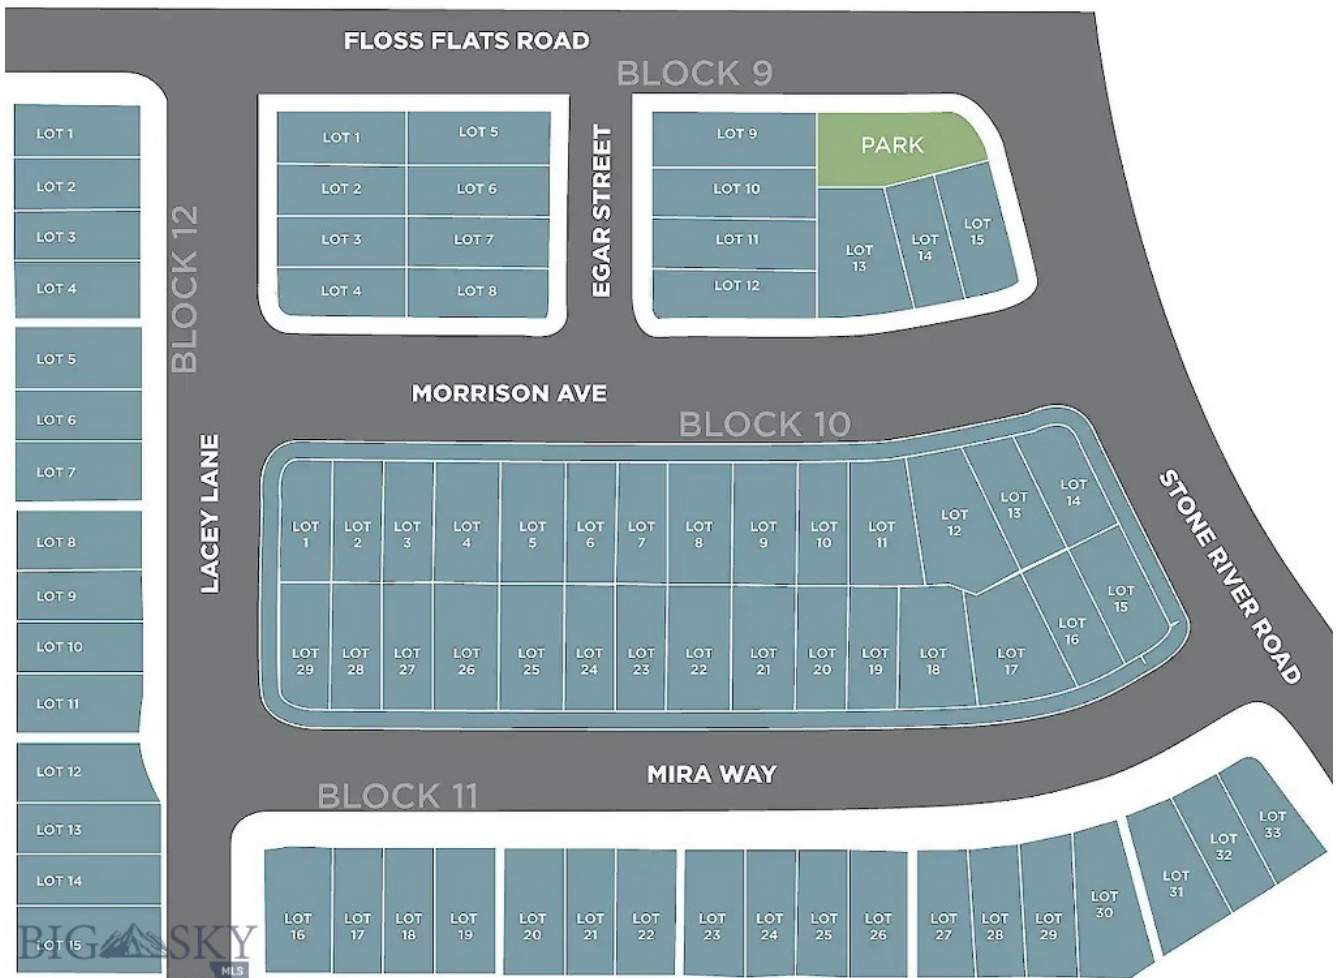 FLOSS FLATS ROAD
BLOCK 9
LOT 1
LOT 2
LOT 3
LOT 4
LOT 5
LOT 6
LOT 7
LOT 8
LOT 9
LOT 10
LOT 11
LOT 12
LOT 13
LOT 14
LOT 15
BLOCK 12
LACEY LANE
LOT 1
LOT 2
LOT 3
LOT 4
LOT 5
LOT 6
LOT 7
LOT 8
EGAR STREET
LOT 9
LOT 10
LOT 11
LOT 12
PARK
LOT
13
LOT
14
LOT
15
MORRISON AVE
BLOCK 10
LOT
1
LOT
2
LOT
3
LOT
4
LOT
5
LOT
6
LOT
7
LOT
8
LOT
9
LOT
10
LOT
11
LOT
12
LOT
13
LOT
14
LOT
15
LOT
16
LOT
17
LOT
18
LOT
19
LOT
20
LOT
21
LOT
22
LOT
23
LOT
24
LOT
25
LOT
26
LOT
27
LOT
28
LOT
29
STONE RIVER ROAD
MIRA WAY
BLOCK 11
LOT
16
LOT
17
LOT
18
LOT
19
LOT
20
LOT
21
LOT
22
LOT
23
LOT
24
LOT
25
LOT
26
LOT
27
LOT
28
LOT
29
LOT
30
LOT
31
LOT
32
LOT
33
BIG SKY
MLS